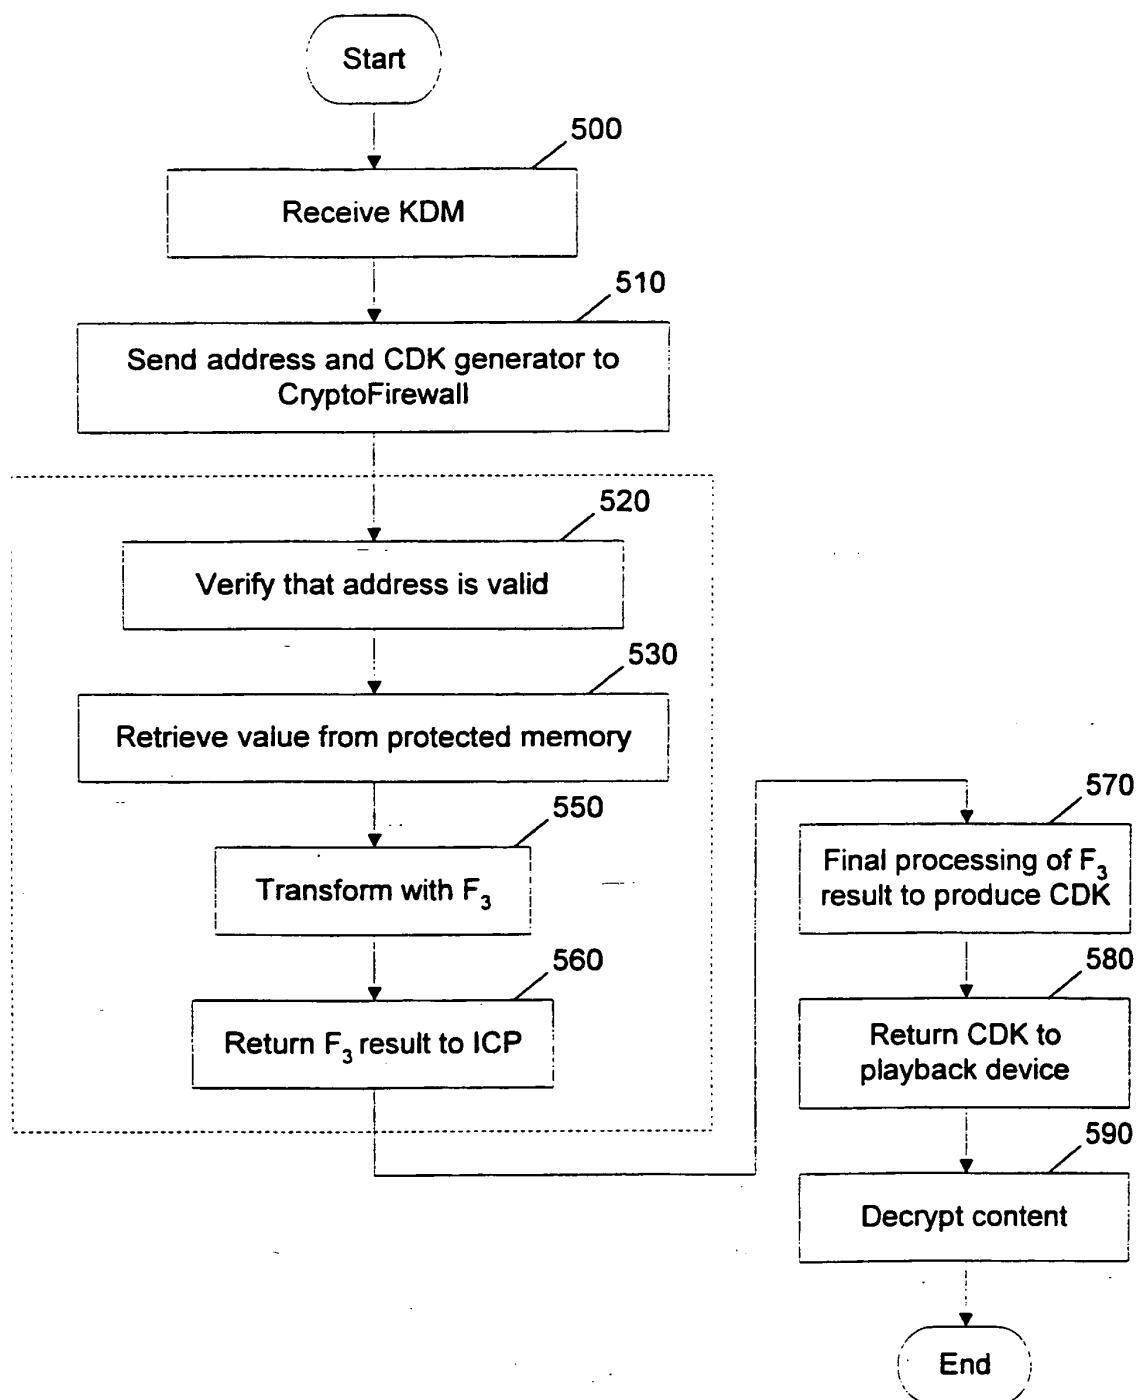 Start
500
Receive KDM
510
Send address and CDK generator to
CryptoFirewall
520
Verify that address is valid
530
Retrieve value from protected memory
550
Transform with F₃
560
Return F₃ result to ICP
570
Final processing of F₃
result to produce CDK
580
Return CDK to
playback device
590
Decrypt content
End